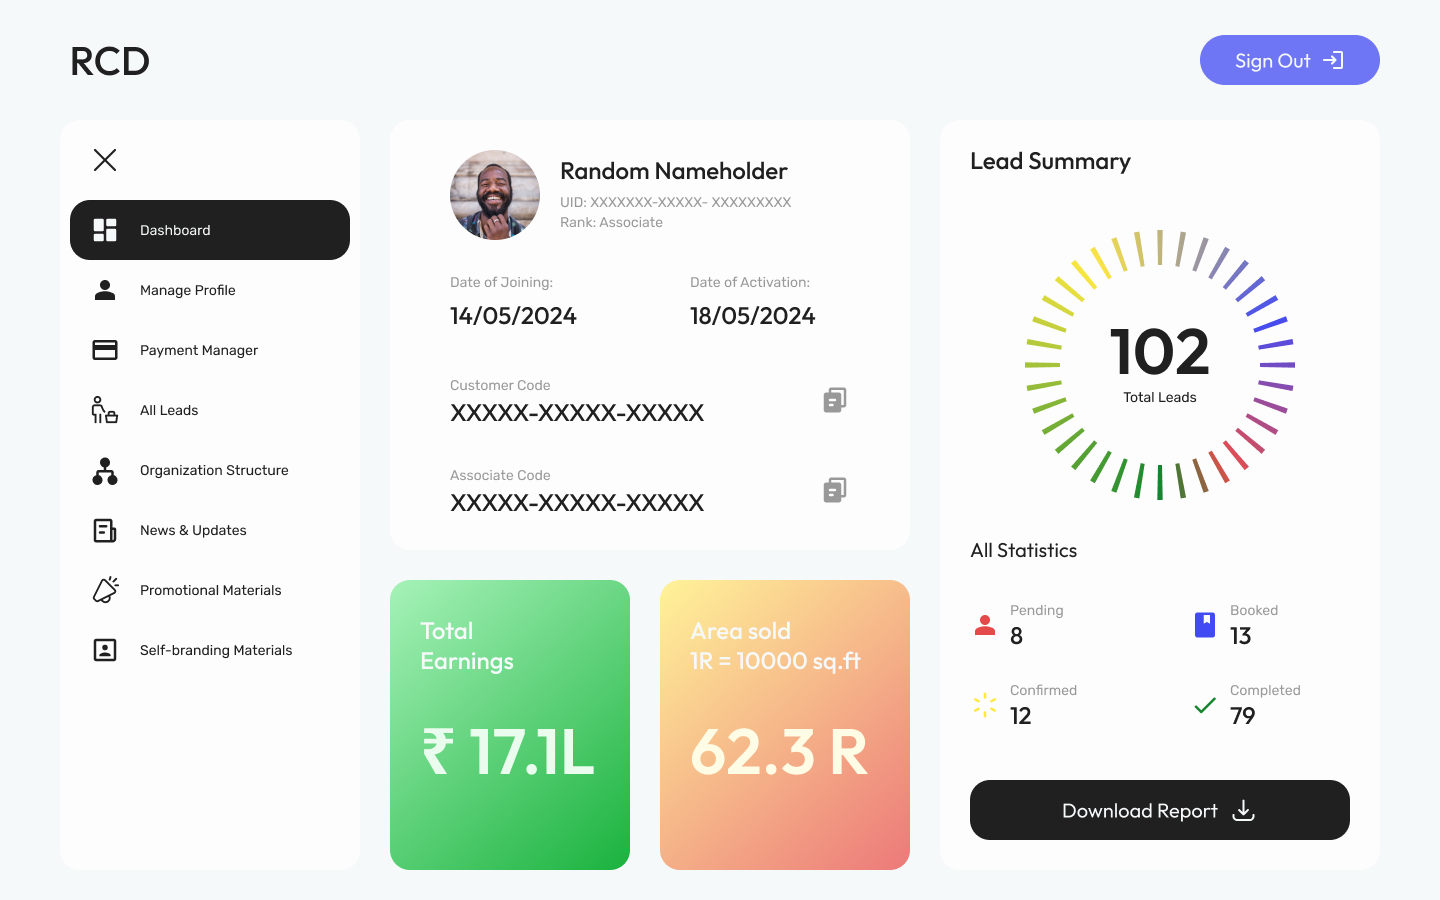 RCD
Sign Out
Dashboard
Manage Profile
Payment Manager
All Leads
Organization Structure
News & Updates
Promotional Materials
Self-branding Materials
Random Nameholder
UID: XXXXXXX-XXXXX- XXXXXXXXX
Rank: Associate
Date of Joining:
14/05/2024
Date of Activation:
18/05/2024
Customer Code
XXXXX-XXXXX-XXXXX
Associate Code
XXXXX-XXXXX-XXXXX
Total
Earnings
₹ 17.1L
Area sold
1R = 10000 sq.ft
62.3 R
Lead Summary
102
Total Leads
All Statistics
Pending
8
Booked
13
Confirmed
12
Completed
79
Download Report